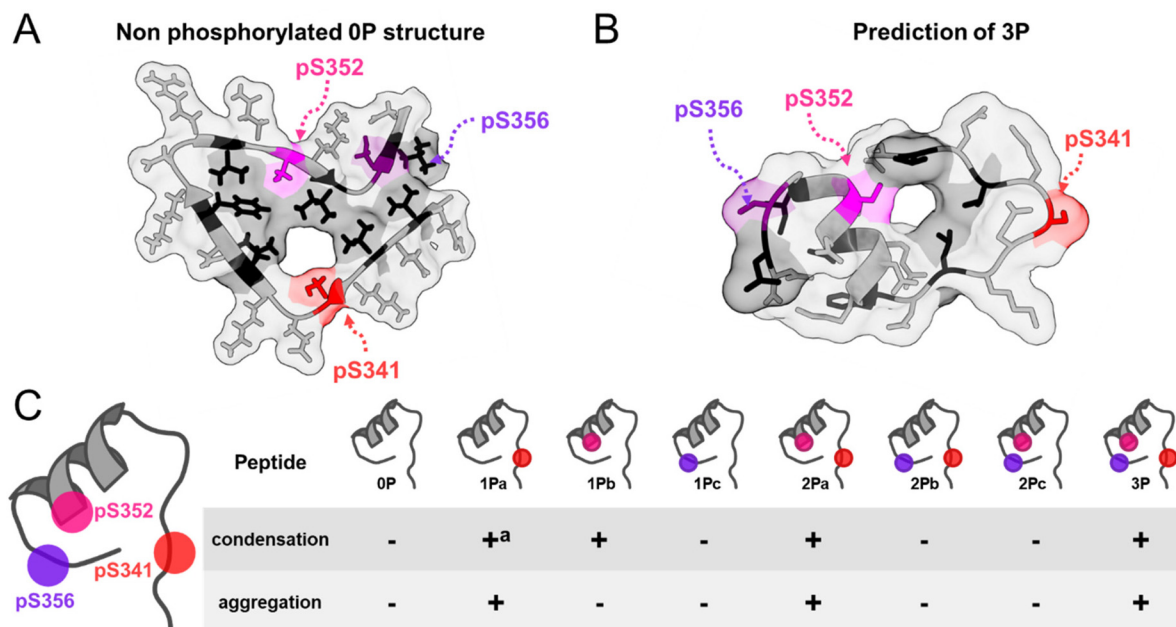 A
Non phosphorylated 0P structure
pS352
pS356
pS341
B
Prediction of 3P
pS356
pS352
pS341
C
pS352
pS341
pS356
Peptide
0P 1Pa 1Pb 1Pc 2Pa 2Pb 2Pc 3P
condensation - +a + - + - - +
aggregation - + - - + - - +